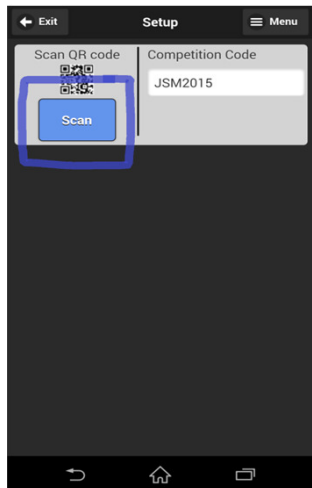 Exit
Setup
Menu
Scan QR code
Competition Code
JSM2015
Scan